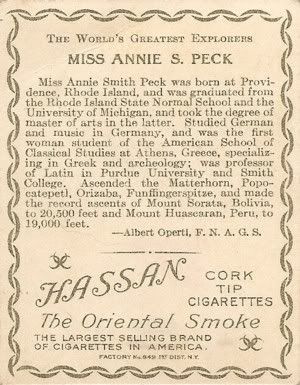 THE WORLD'S GREATEST EXPLORERS
MISS ANNIE S. PECK
Miss Annie Smith Peck was born at Provi-
dence, Rhode Island, and was graduated from
the Rhode Island State Normal School and the
University of Michigan, and took the degree of
master of arts in the latter. Studied German
and music in Germany, and was the first
woman student of the American School of
Classical Studies at Athens, Greece, specializ-
ing in Greek and archeology; was professor
of Latin in Purdue University and Smith
College. Ascended the Matterhorn, Popo-
catepetl, Orizaba, Funffingerspitze, and made
the record ascents of Mount Sorata, Bolivia,
to 20,500 feet and Mount Huascaran, Peru, to
19,000 feet.
—Albert Operti, F. N. A. G. S.
HASSAN
CORK
TIP
CIGARETTES
The Oriental Smoke
THE LARGEST SELLING BRAND
OF CIGARETTES IN AMERICA.
FACTORY No. 649 1ST DIST. N.Y.